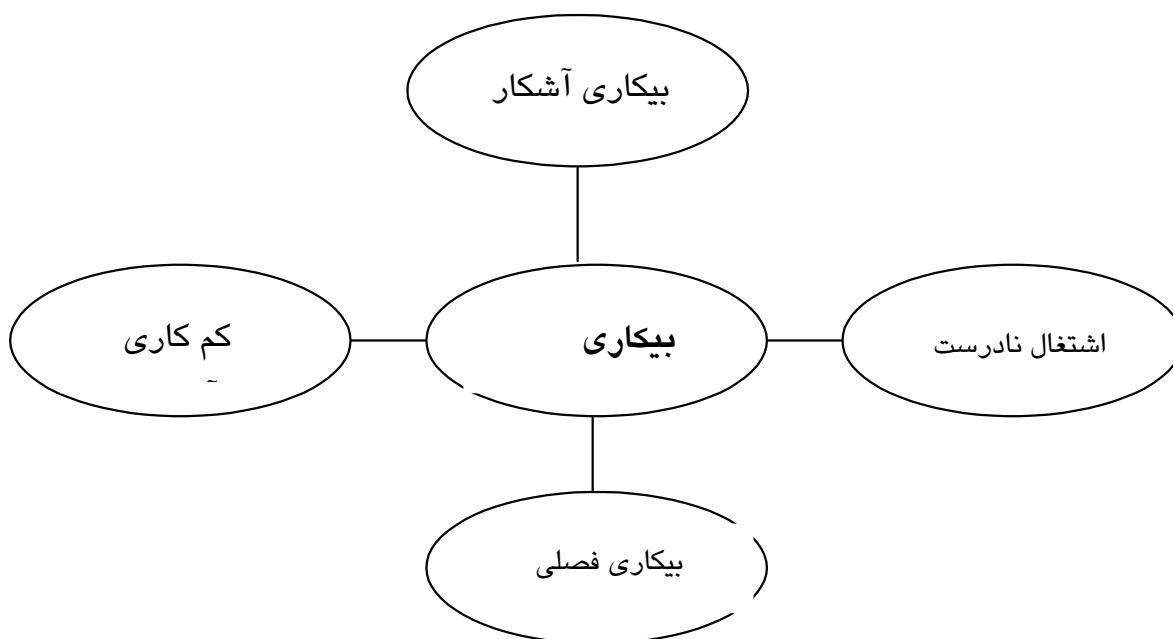 بیکاری آشکار
کم کاری
بیکاری
اشتغال نادرست
بیکاری فصلی